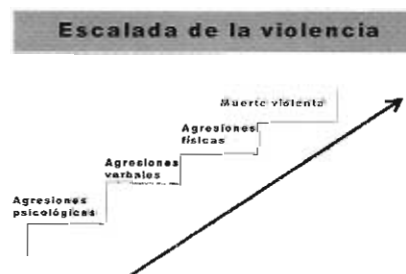 Escalada de la violencia
Muerte violenta
Agresiones
físicas
Agresiones
verbales
Agresiones
psicológicas